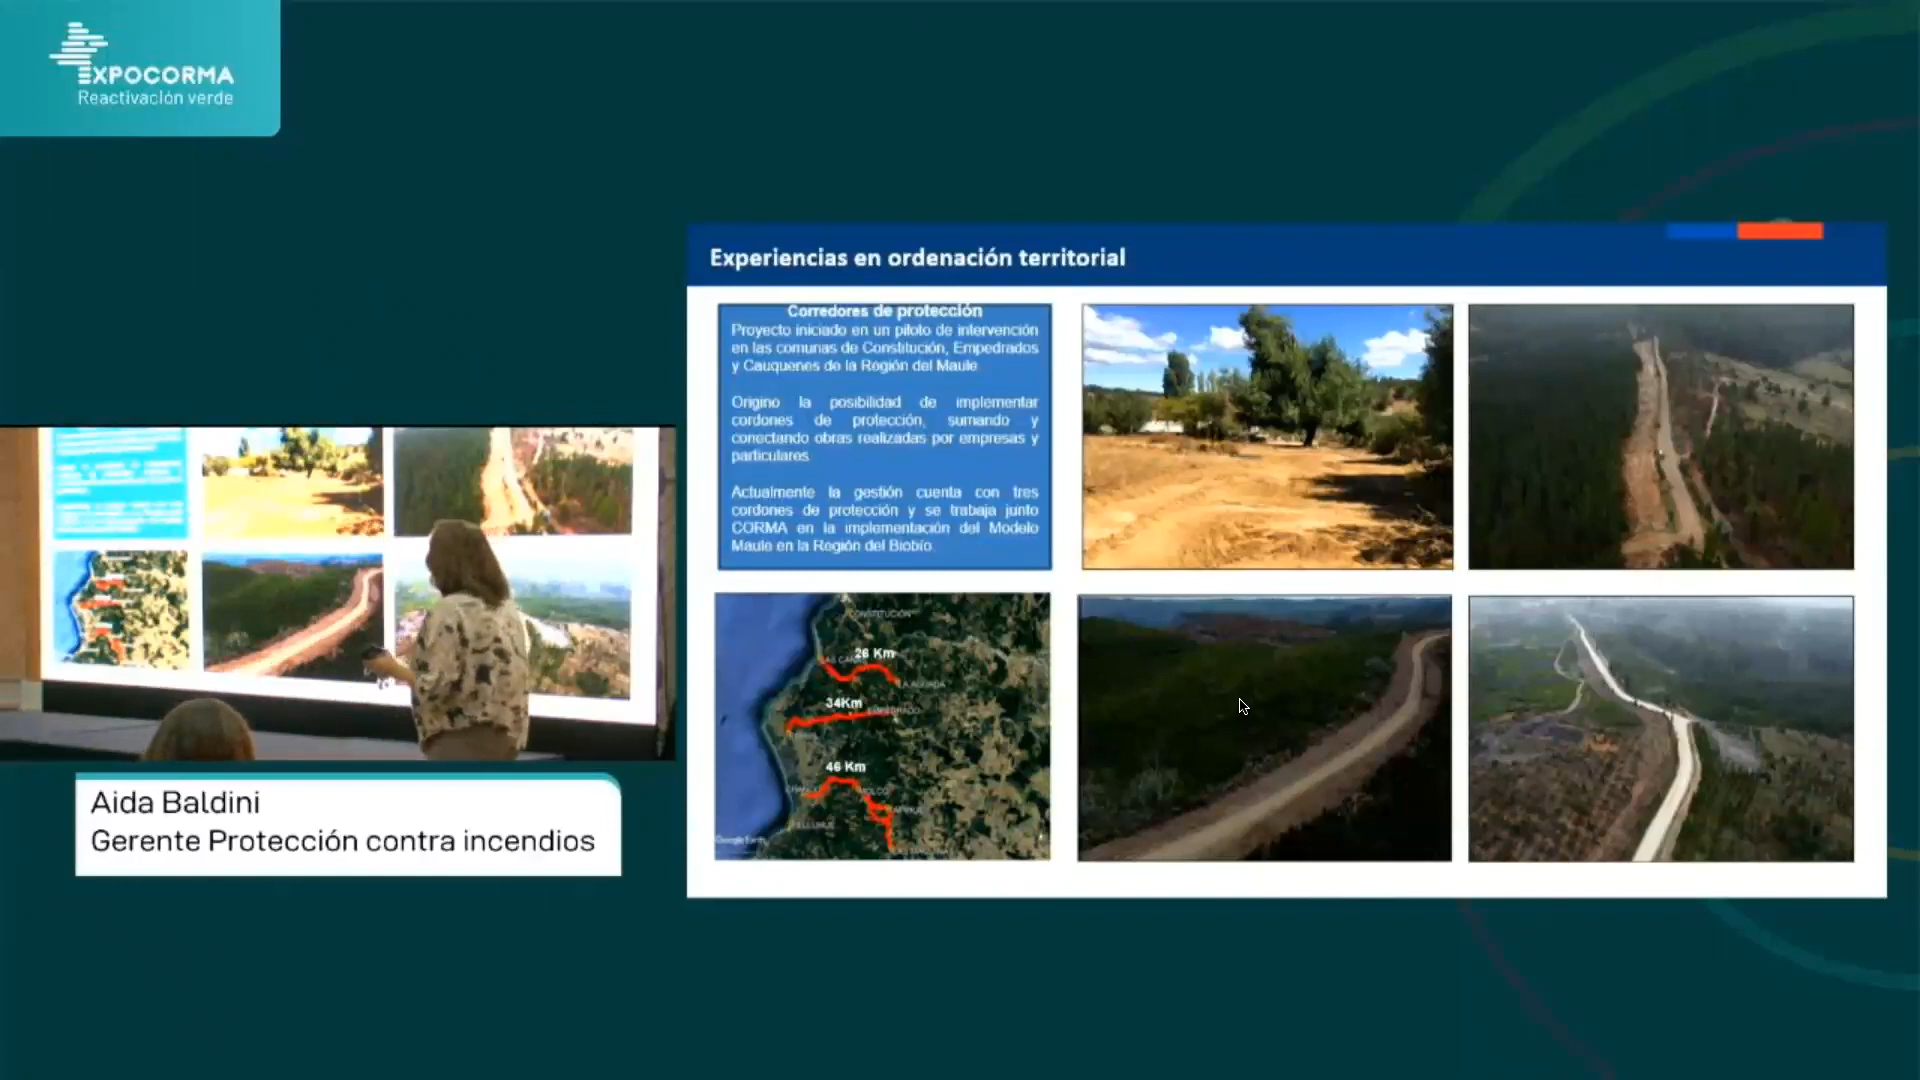 EXPOCORMA
Reactivación verde
Experiencias en ordenación territorial
Corredores de protección
Proyecto iniciado en un piloto de intervención
en las comunas de Constitución, Empedrados
y Cauquenes de la Región del Maule
Origino la posibilidad de implementar
cordones de protección, sumando y
conectando obras realizadas por empresas y
particulares
Actualmente la gestión cuenta con tres
cordones de protección y se trabaja junto
CORMA en la implementación del Modelo
Maule en la Región del Biobío.
CONSTITUCIÓN
26 Km
34Km
EMPEDRADO
46 Km
Google Earth
Aida Baldini
Gerente Protección contra incendios